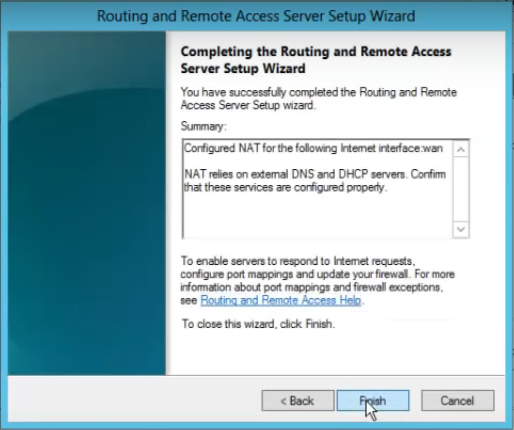 Routing and Remote Access Server Setup Wizard
Completing the Routing and Remote Access
Server Setup Wizard
You have successfully completed the Routing and Remote
Access Server Setup wizard.
Summary:
Configured NAT for the following Internet interface:wan
NAT relies on external DNS and DHCP servers. Confirm
that these services are configured properly.
To enable servers to respond to Internet requests,
configure port mappings and update your firewall. For more
information about port mappings and firewall exceptions,
see Routing and Remote Access Help.
To close this wizard, click Finish.
< Back
Finish
Cancel